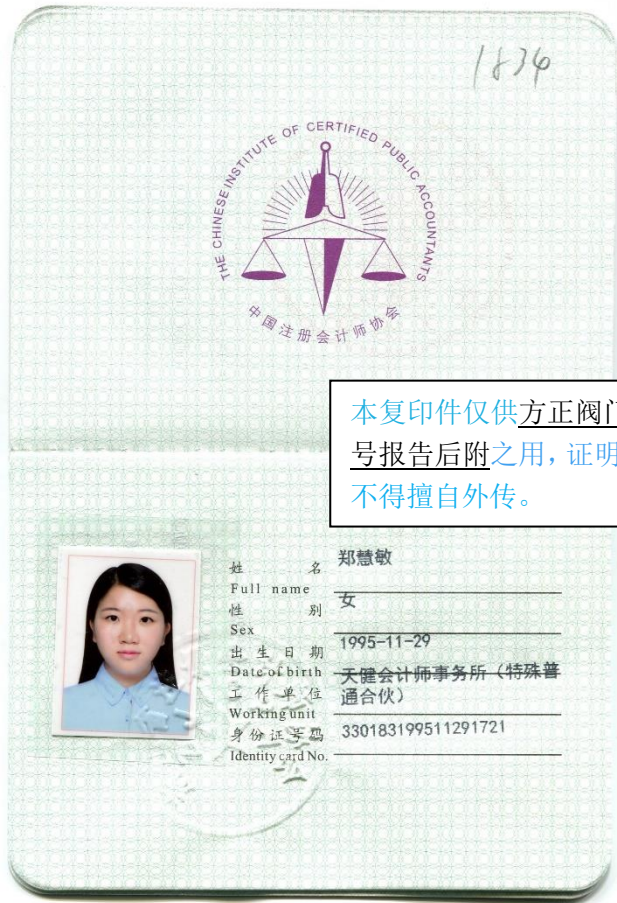 1834
THE CHINESE INSTITUTE OF CERTIFIED PUBLIC ACCOUNTANTS
中国注册会计师协会
本复印件仅供方正阀门
号报告后附之用，证明
不得擅自外传。
姓 名 郑慧敏
Full name
性 别 女
Sex
出生日期 1995-11-29
Date of birth
工作单位 天健会计师事务所（特殊普
通合伙）
Working unit
身份证号码 330183199511291721
Identity card No.